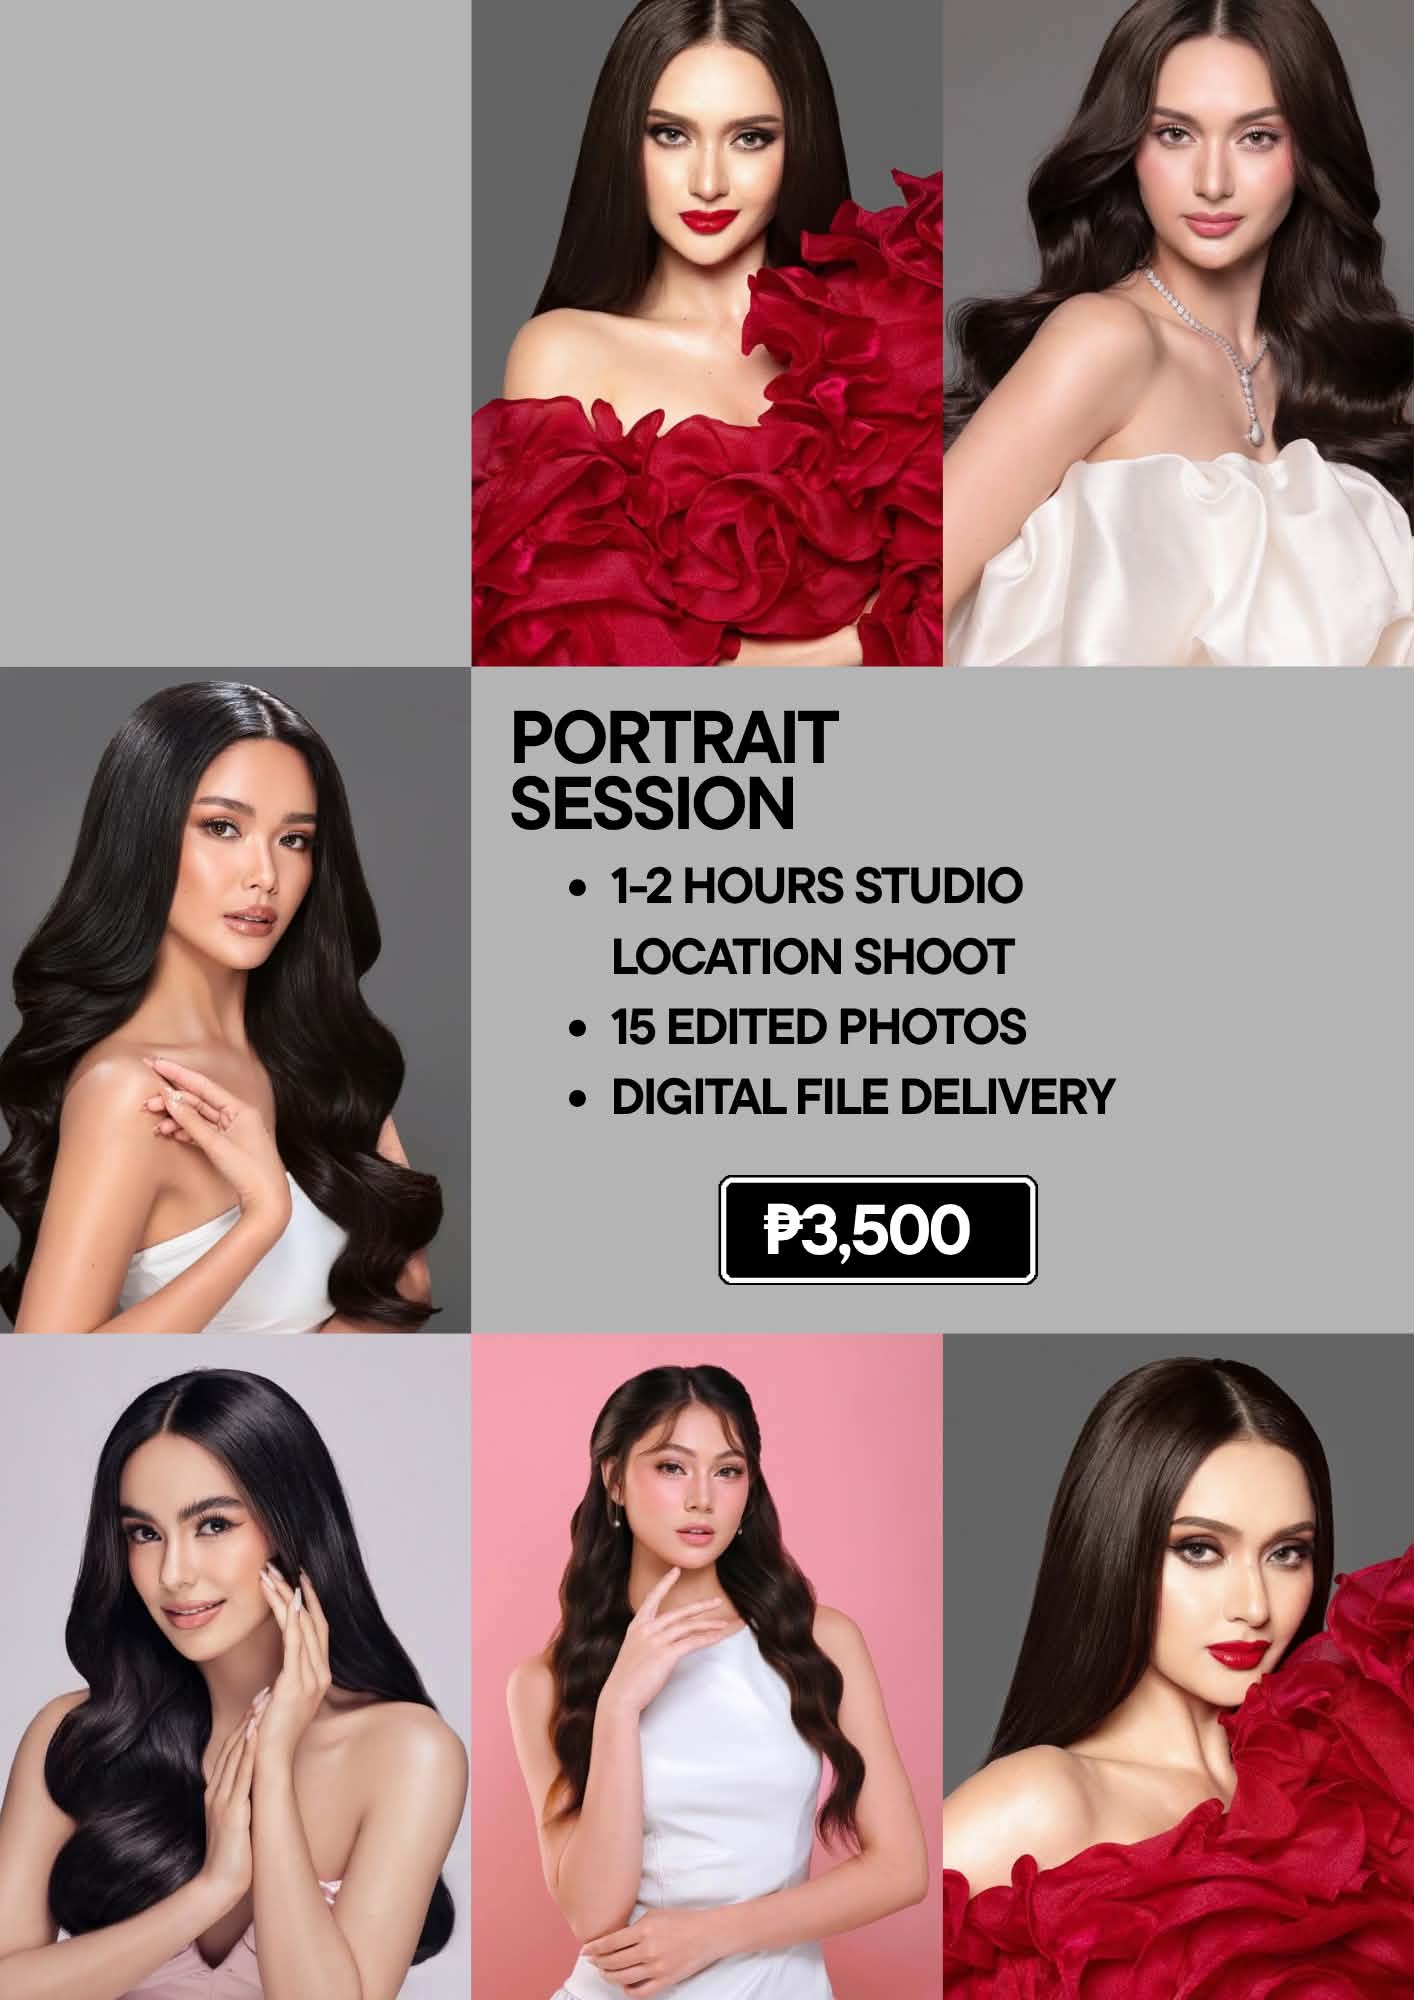 PORTRAIT
SESSION
• 1-2 HOURS STUDIO
LOCATION SHOOT
• 15 EDITED PHOTOS
• DIGITAL FILE DELIVERY
₱3,500